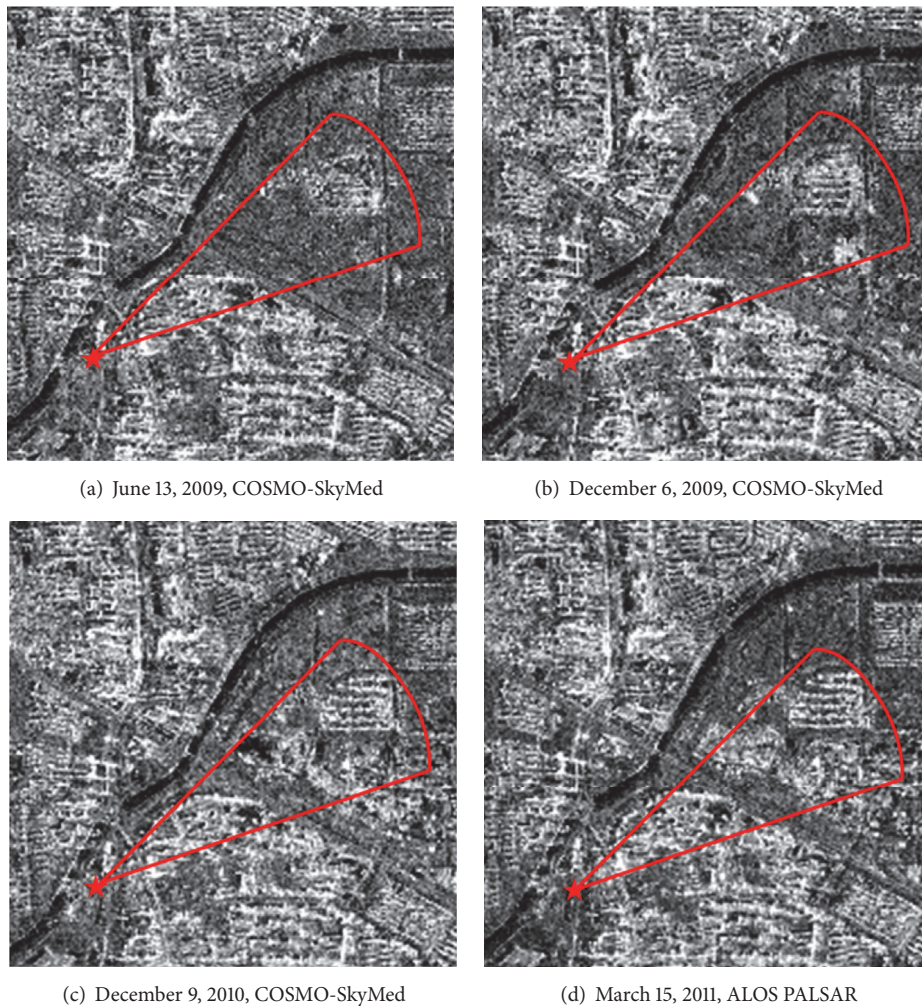 (a) June 13, 2009, COSMO-SkyMed
(b) December 6, 2009, COSMO-SkyMed
(c) December 9, 2010, COSMO-SkyMed
(d) March 15, 2011, ALOS PALSAR